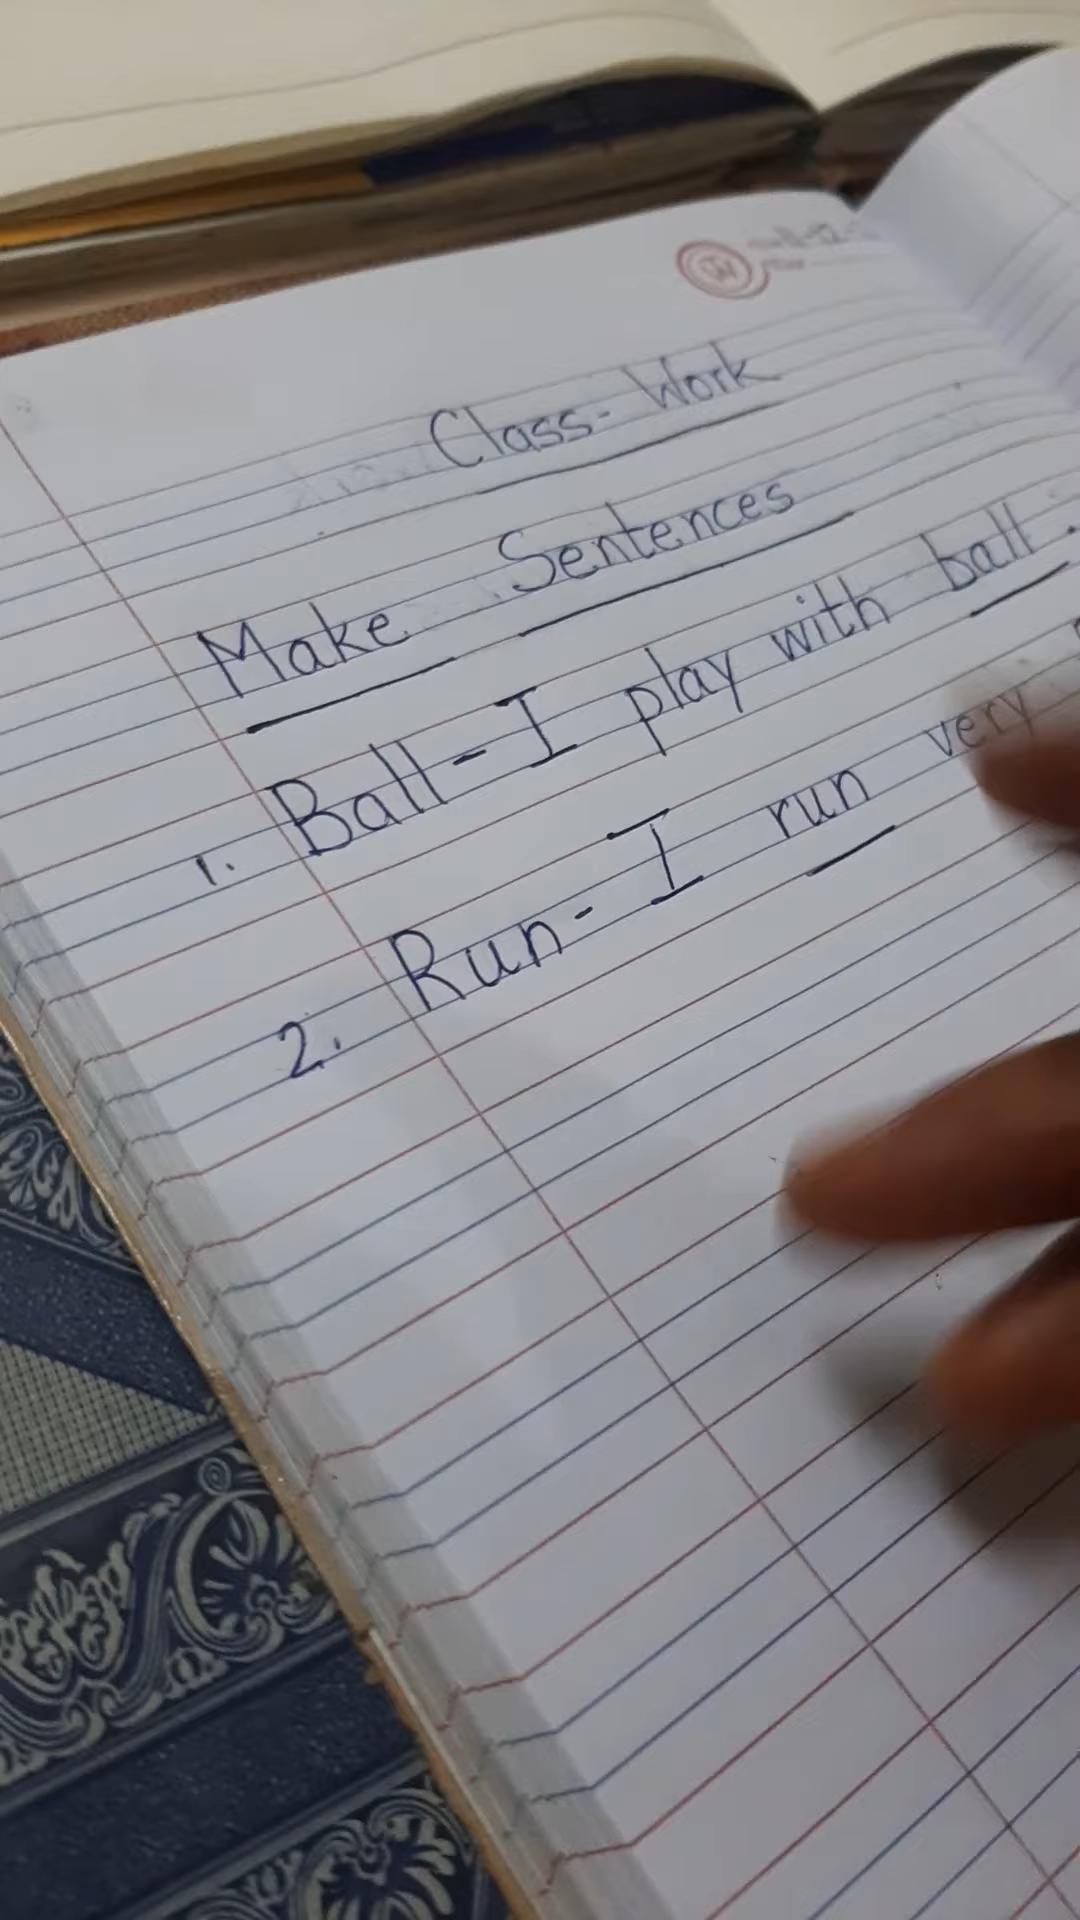 Class-Work
Make Sentences
1. Ball - I play with ball.
2. Run - I run very